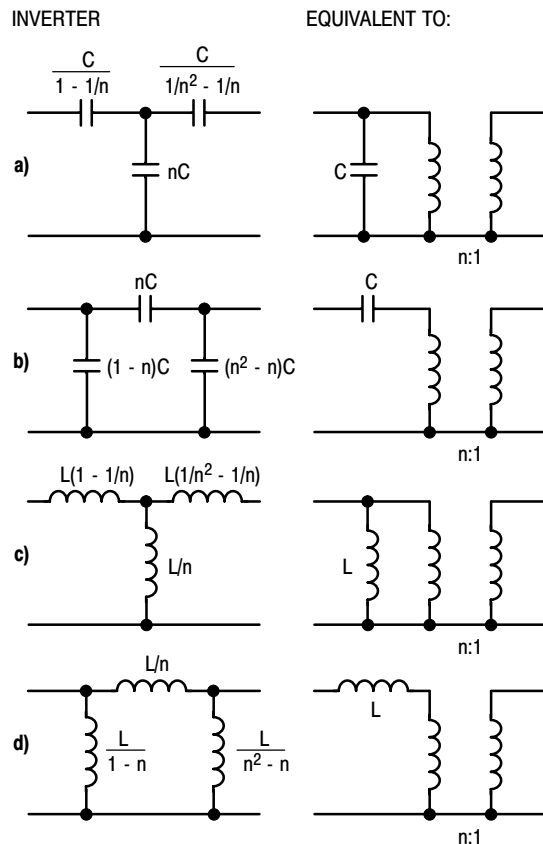 INVERTER EQUIVALENT TO:
C / 1 - 1/n C / 1/n² - 1/n
a) nC C
n:1
nC C
b) (1 - n)C (n² - n)C
n:1
L(1 - 1/n) L(1/n² - 1/n)
c) L/n L
n:1
L/n
L
d) L / 1 - n L / n² - n
n:1